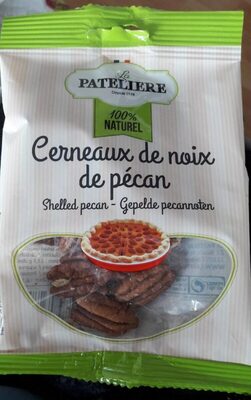 La
PATELIERE
100%
NATUREL
Cerneaux de noix
de pécan
Shelled pecan - Gepelde pecannoten